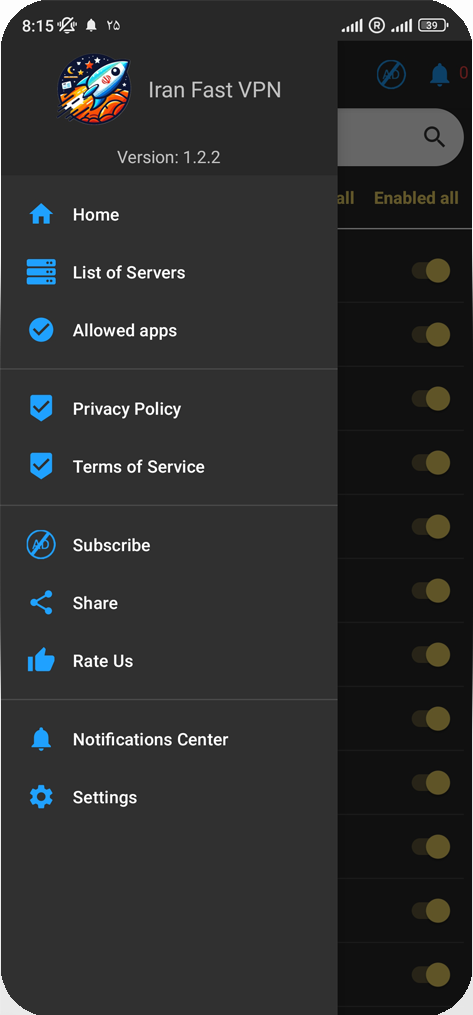 8:15 ۲۵ R 39
Iran Fast VPN
AD 0
Version: 1.2.2
all Enabled all
Home
List of Servers
Allowed apps
Privacy Policy
Terms of Service
AD Subscribe
Share
Rate Us
Notifications Center
Settings